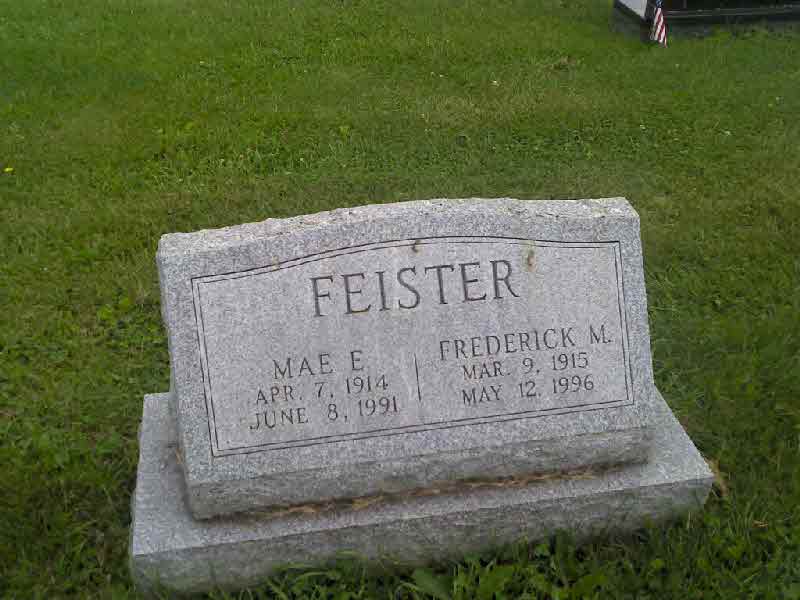 FEISTER
MAE E.
APR. 7, 1914
JUNE 8, 1991
FREDERICK M.
MAR. 9, 1915
MAY 12, 1996